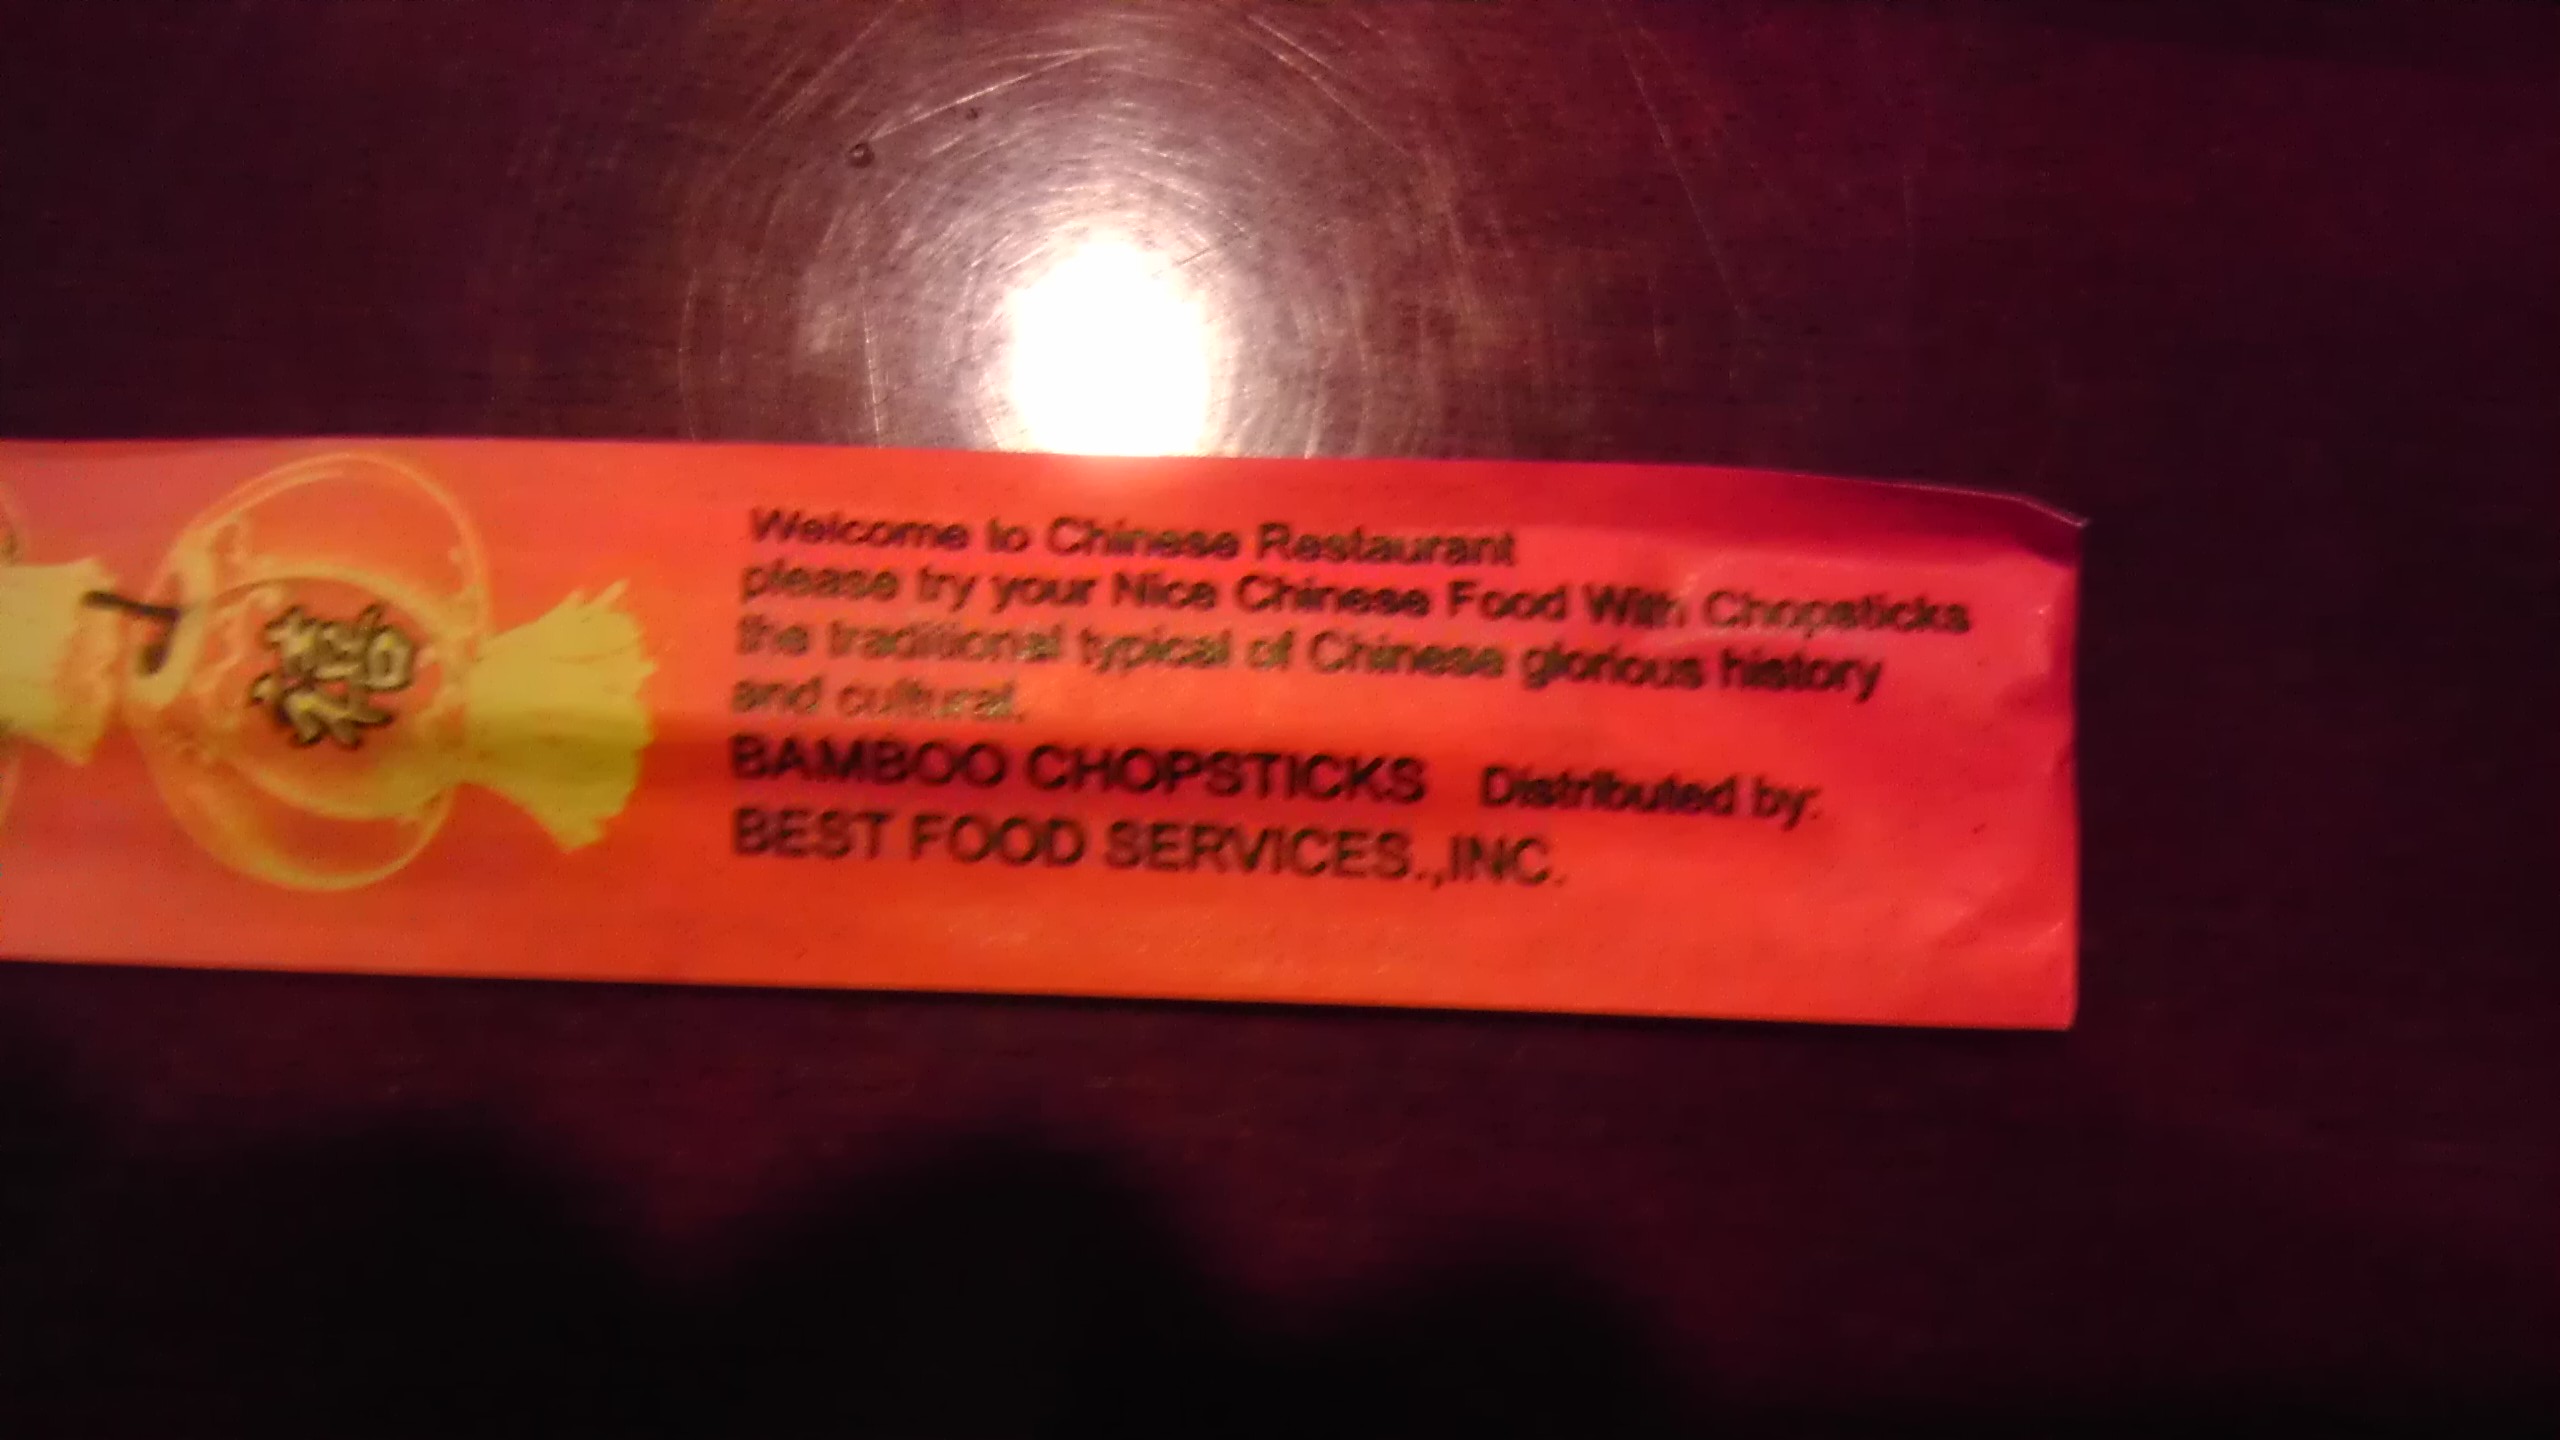 Welcome to Chinese Restaurant
please try your Nice Chinese Food With Chopsticks
the traditional typical of Chinese glorious history
and cultural.
BAMBOO CHOPSTICKS Distributed by:
BEST FOOD SERVICES.,INC.